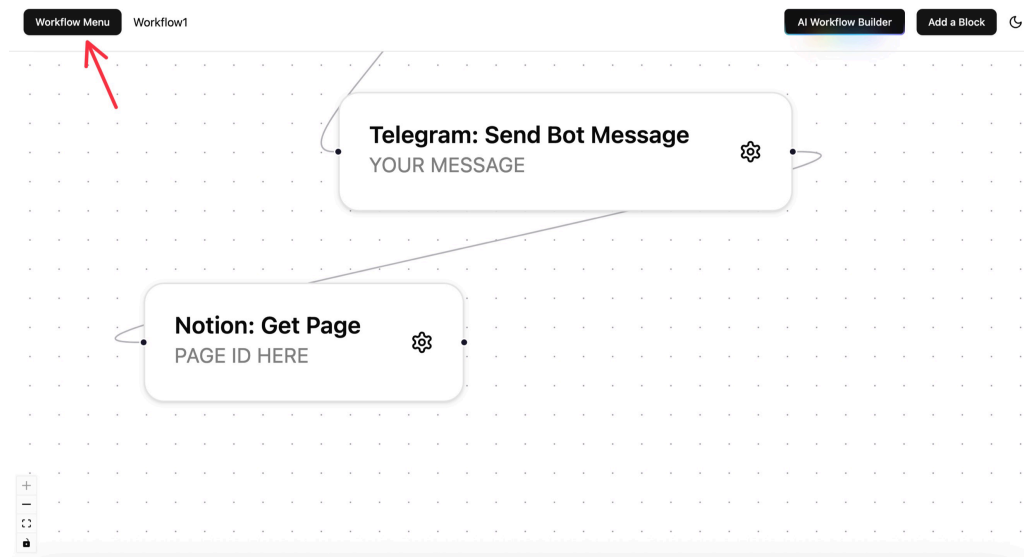 Workflow Menu
Workflow1
AI Workflow Builder
Add a Block
Telegram: Send Bot Message
YOUR MESSAGE
Notion: Get Page
PAGE ID HERE